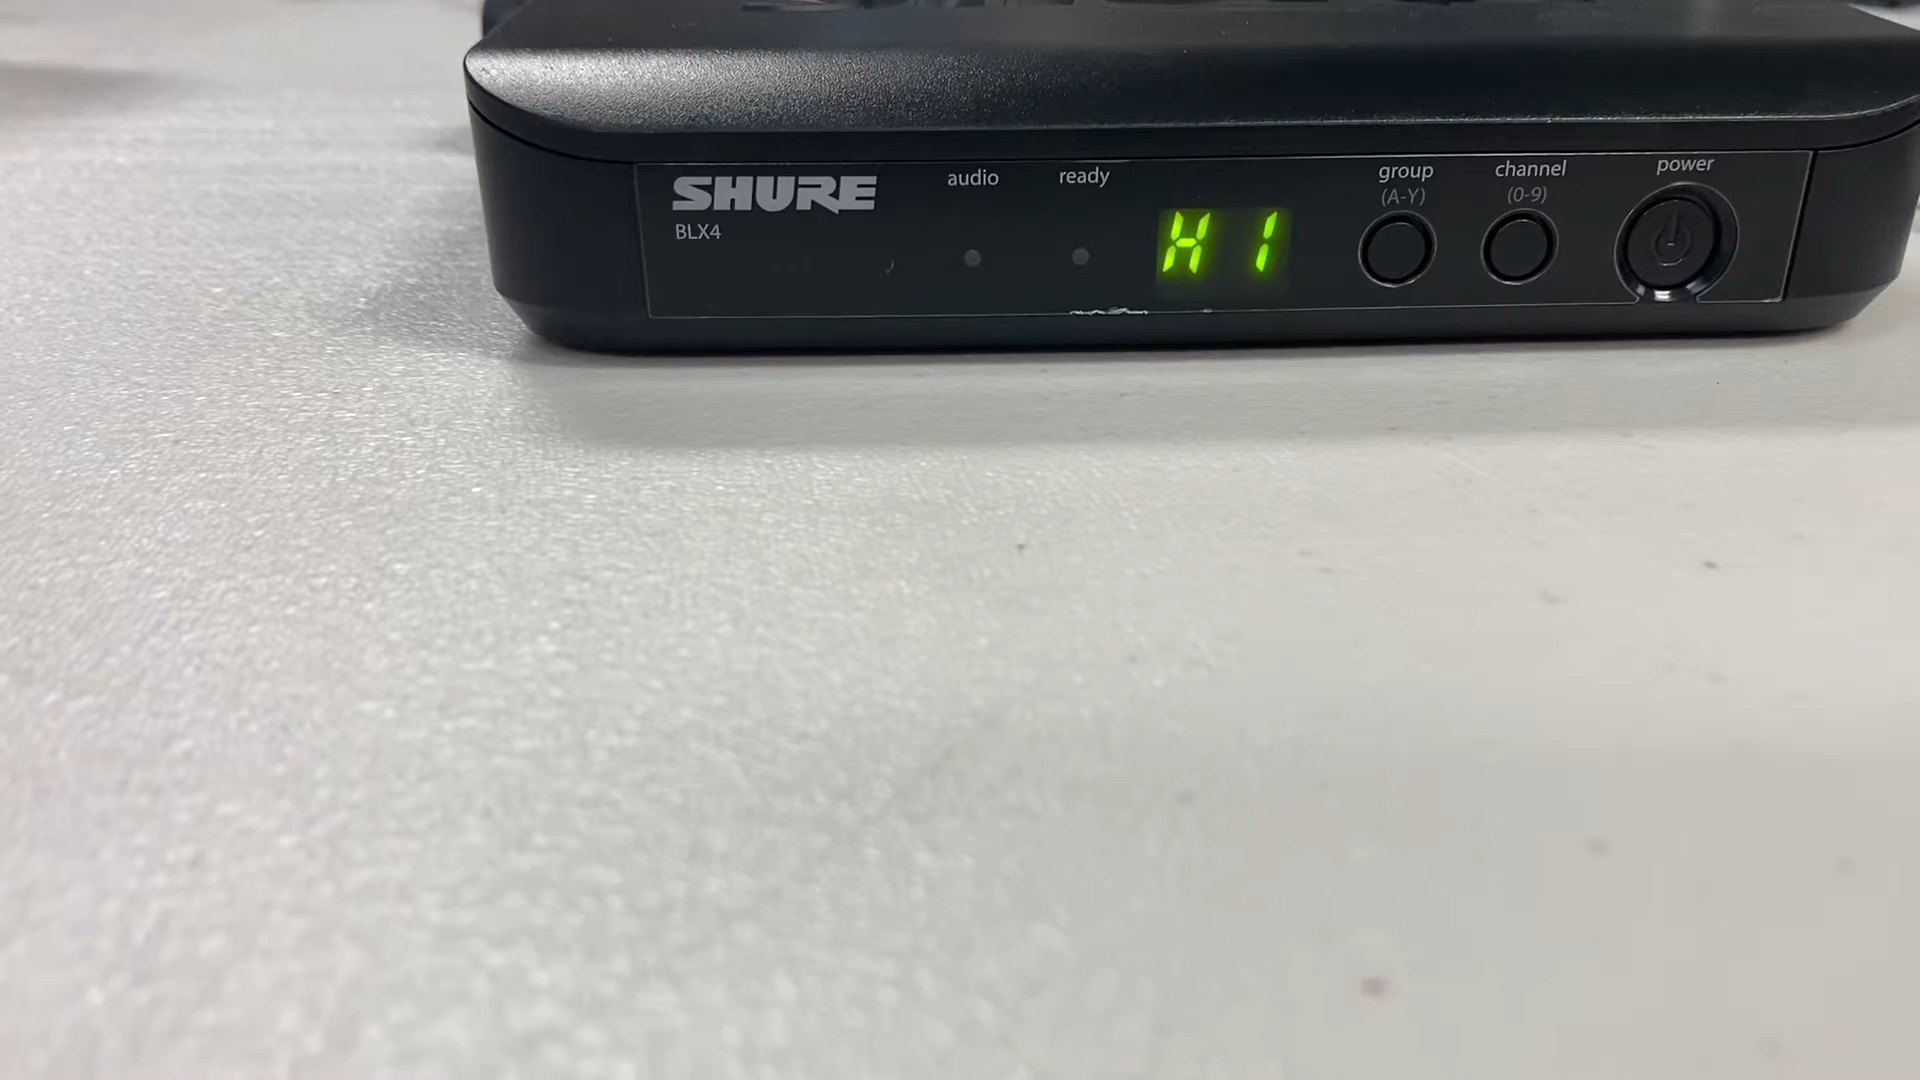 SHURE
BLX4
audio
ready
H 1
group
(A-Y)
channel
(0-9)
power